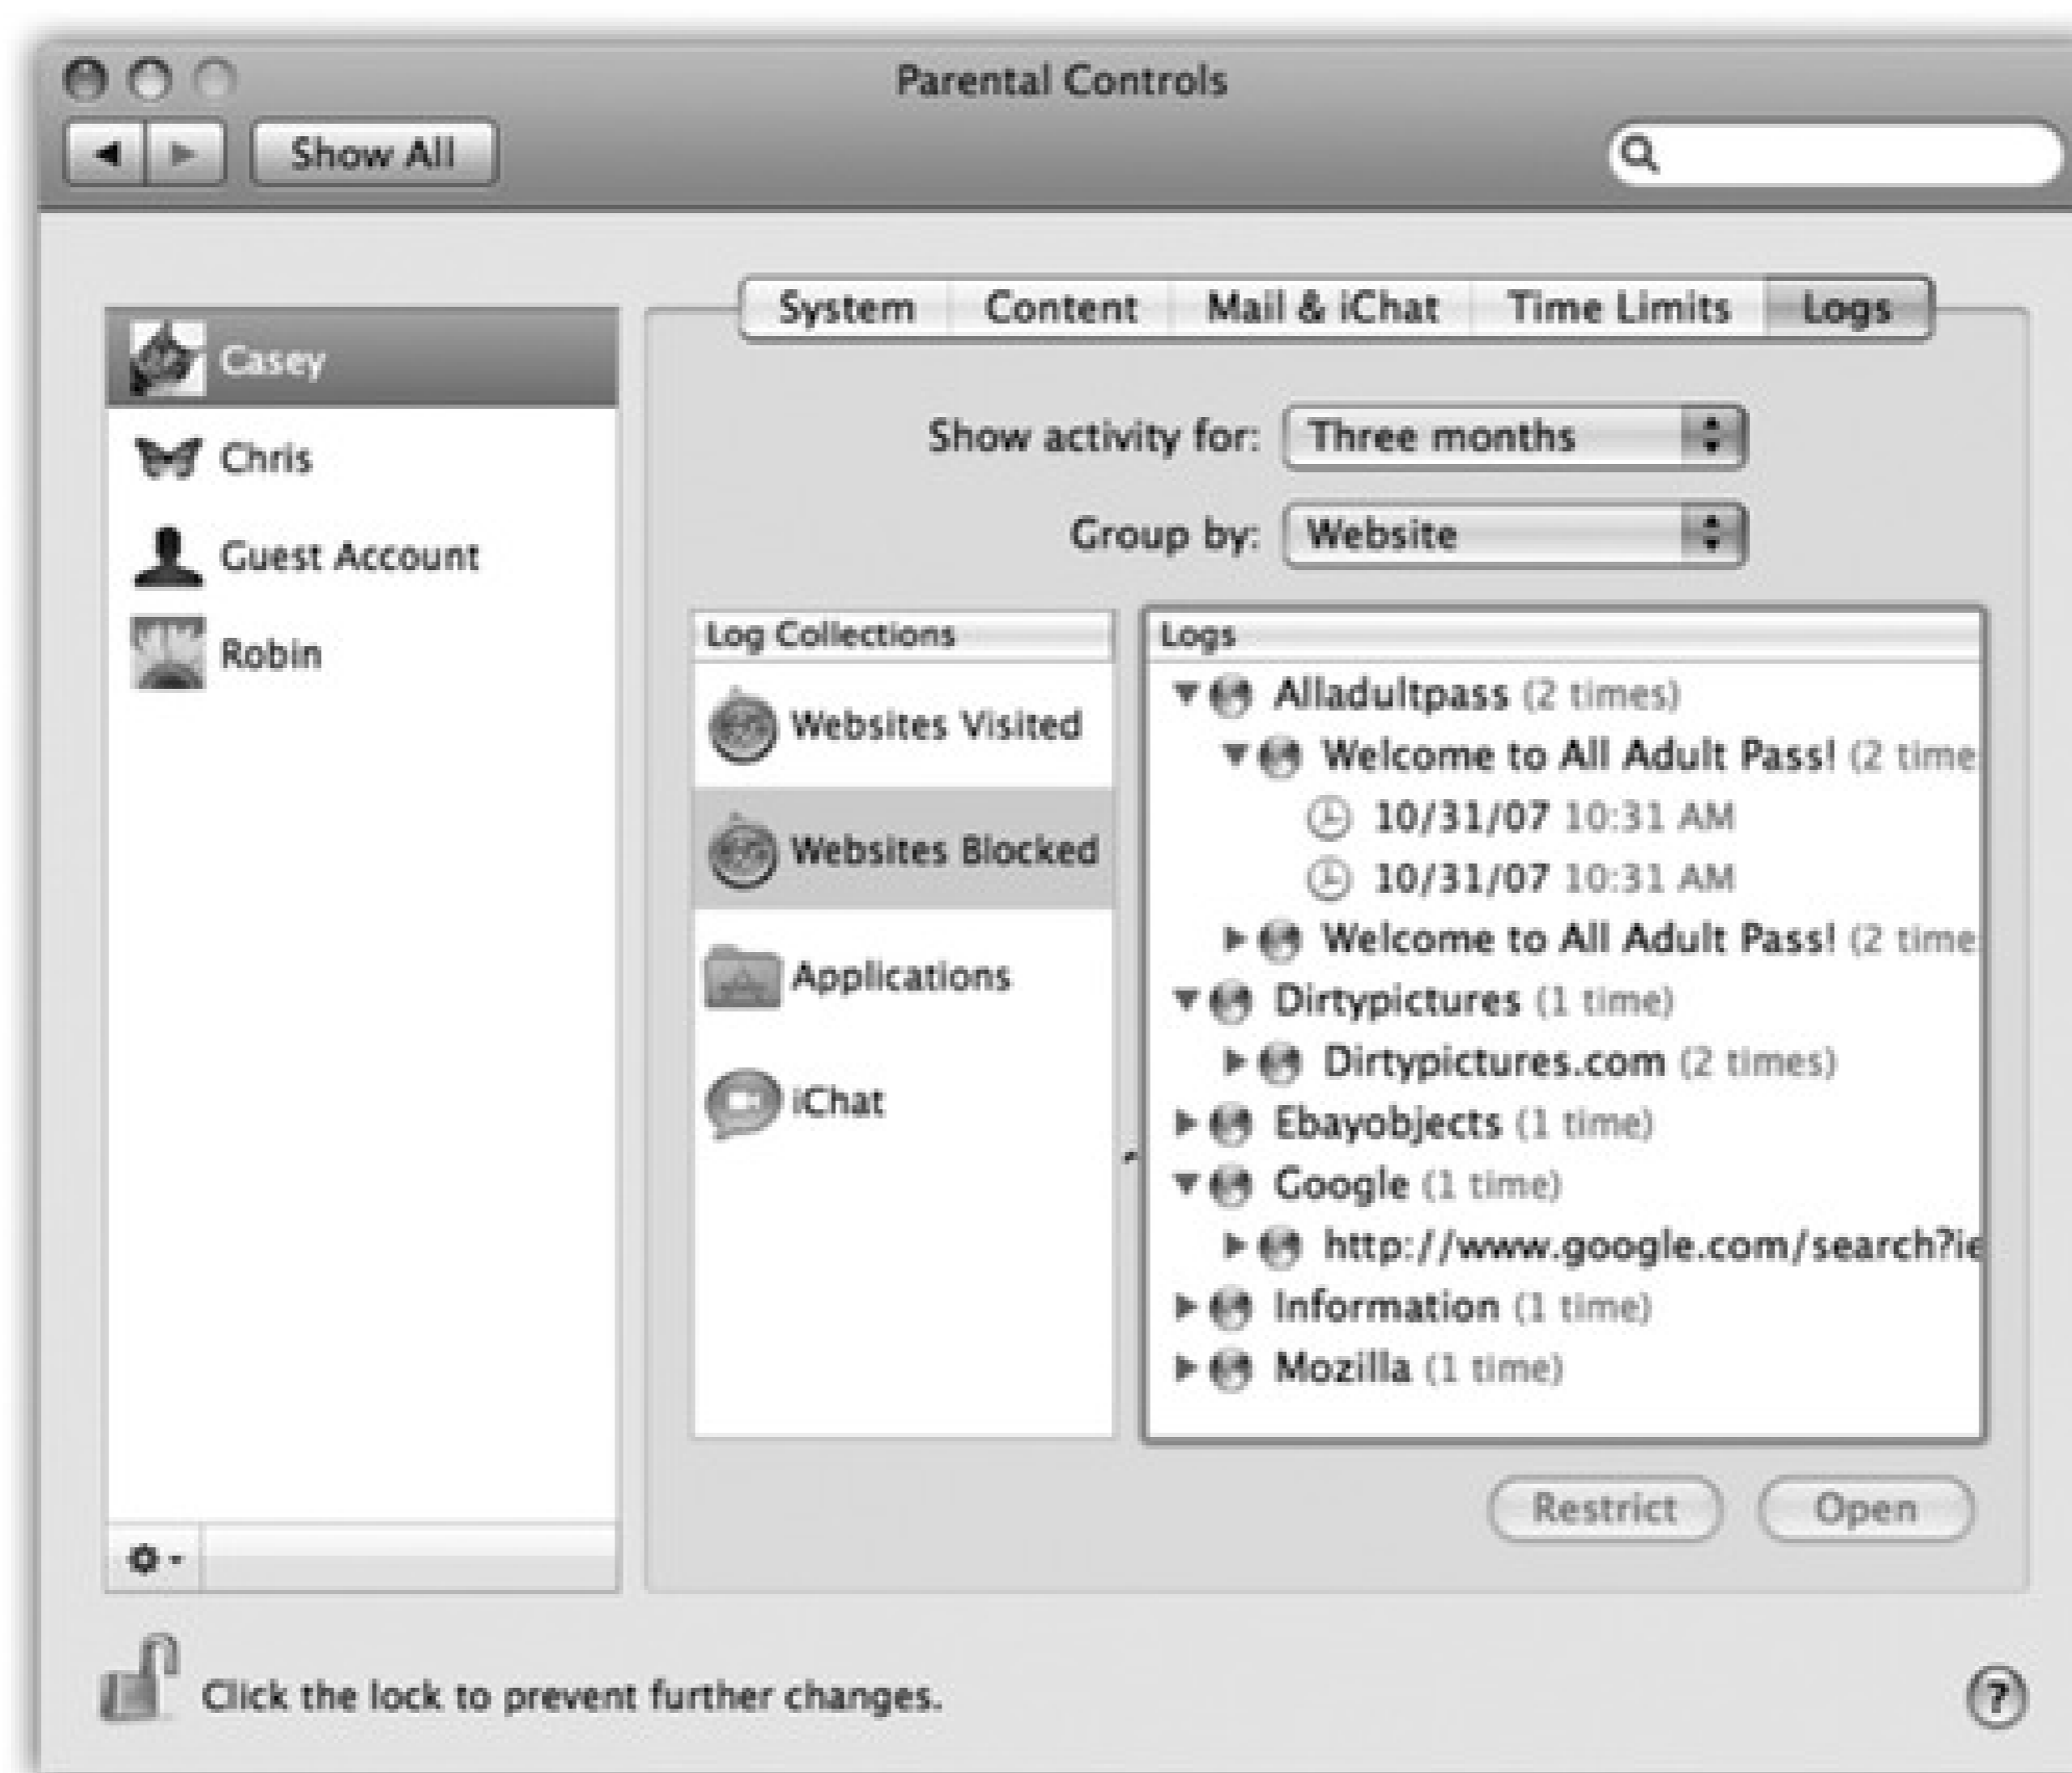 Parental Controls
Show All
System Content Mail & iChat Time Limits Logs
Casey
Chris
Guest Account
Robin
Show activity for: Three months
Group by: Website
Log Collections
Websites Visited
Websites Blocked
Applications
iChat
Logs
Alladultpass (2 times)
Welcome to All Adult Pass! (2 time
10/31/07 10:31 AM
10/31/07 10:31 AM
Welcome to All Adult Pass! (2 time
Dirtypictures (1 time)
Dirtypictures.com (2 times)
Ebayobjects (1 time)
Google (1 time)
http://www.google.com/search?ie
Information (1 time)
Mozilla (1 time)
Restrict Open
Click the lock to prevent further changes.
?